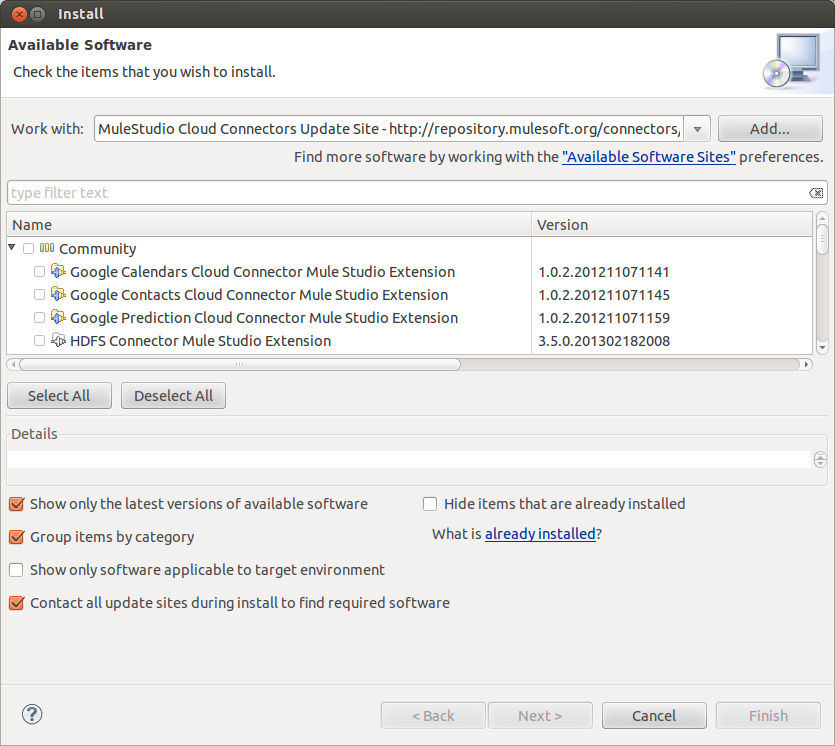 Install
Available Software
Check the items that you wish to install.
Work with: MuleStudio Cloud Connectors Update Site - http://repository.mulesoft.org/connectors/ Add...
Find more software by working with the "Available Software Sites" preferences.
type filter text
Name Version
Community
Google Calendars Cloud Connector Mule Studio Extension 1.0.2.201211071141
Google Contacts Cloud Connector Mule Studio Extension 1.0.2.201211071145
Google Prediction Cloud Connector Mule Studio Extension 1.0.2.201211071159
HDFS Connector Mule Studio Extension 3.5.0.201302182008
Select All Deselect All
Details
Show only the latest versions of available software Hide items that are already installed
Group items by category What is already installed?
Show only software applicable to target environment
Contact all update sites during install to find required software
? < Back Next > Cancel Finish